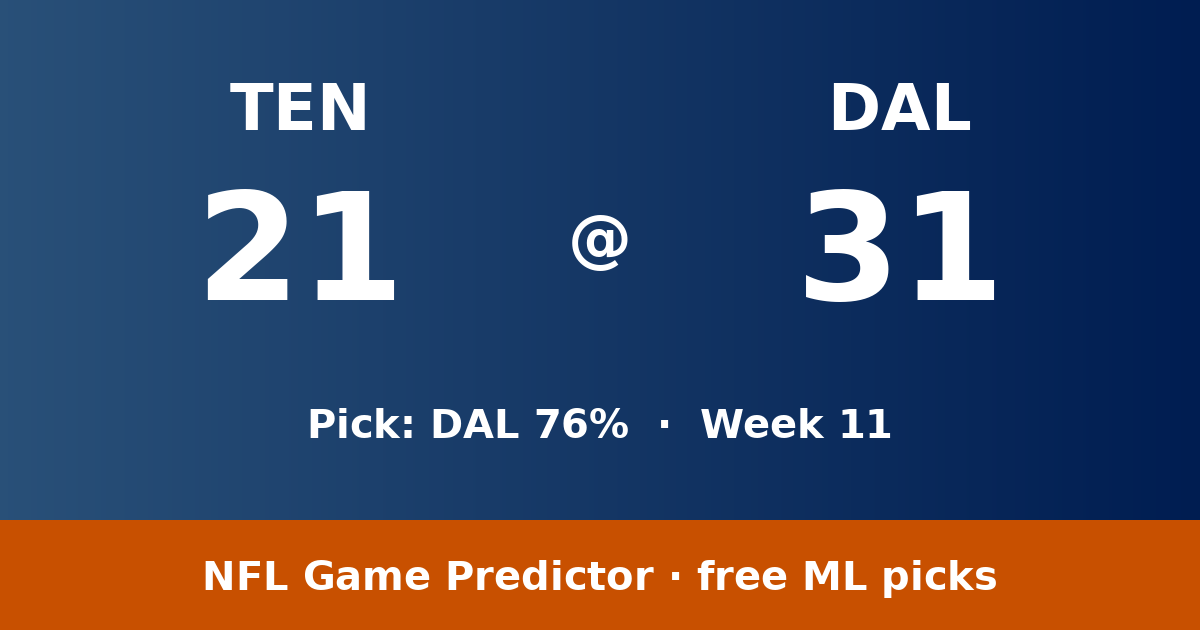 TEN
DAL
21 @ 31
Pick: DAL 76% · Week 11
NFL Game Predictor · free ML picks